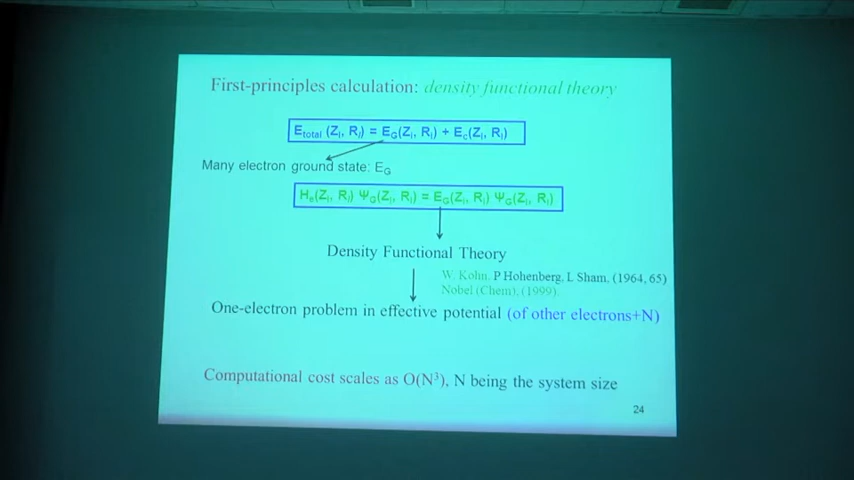 First-principles calculation: density functional theory
E_total (Z_I, R_I) = E_G(Z_I, R_I) + E_c(Z_I, R_I)
Many electron ground state: E_G
H_e(Z_I, R_I) Ψ_G(Z_I, R_I) = E_G(Z_I, R_I) Ψ_G(Z_I, R_I)
Density Functional Theory
W. Kohn, P Hohenberg, L Sham, (1964, 65)
Nobel (Chem), (1999).
One-electron problem in effective potential (of other electrons+N)
Computational cost scales as O(N³), N being the system size
24